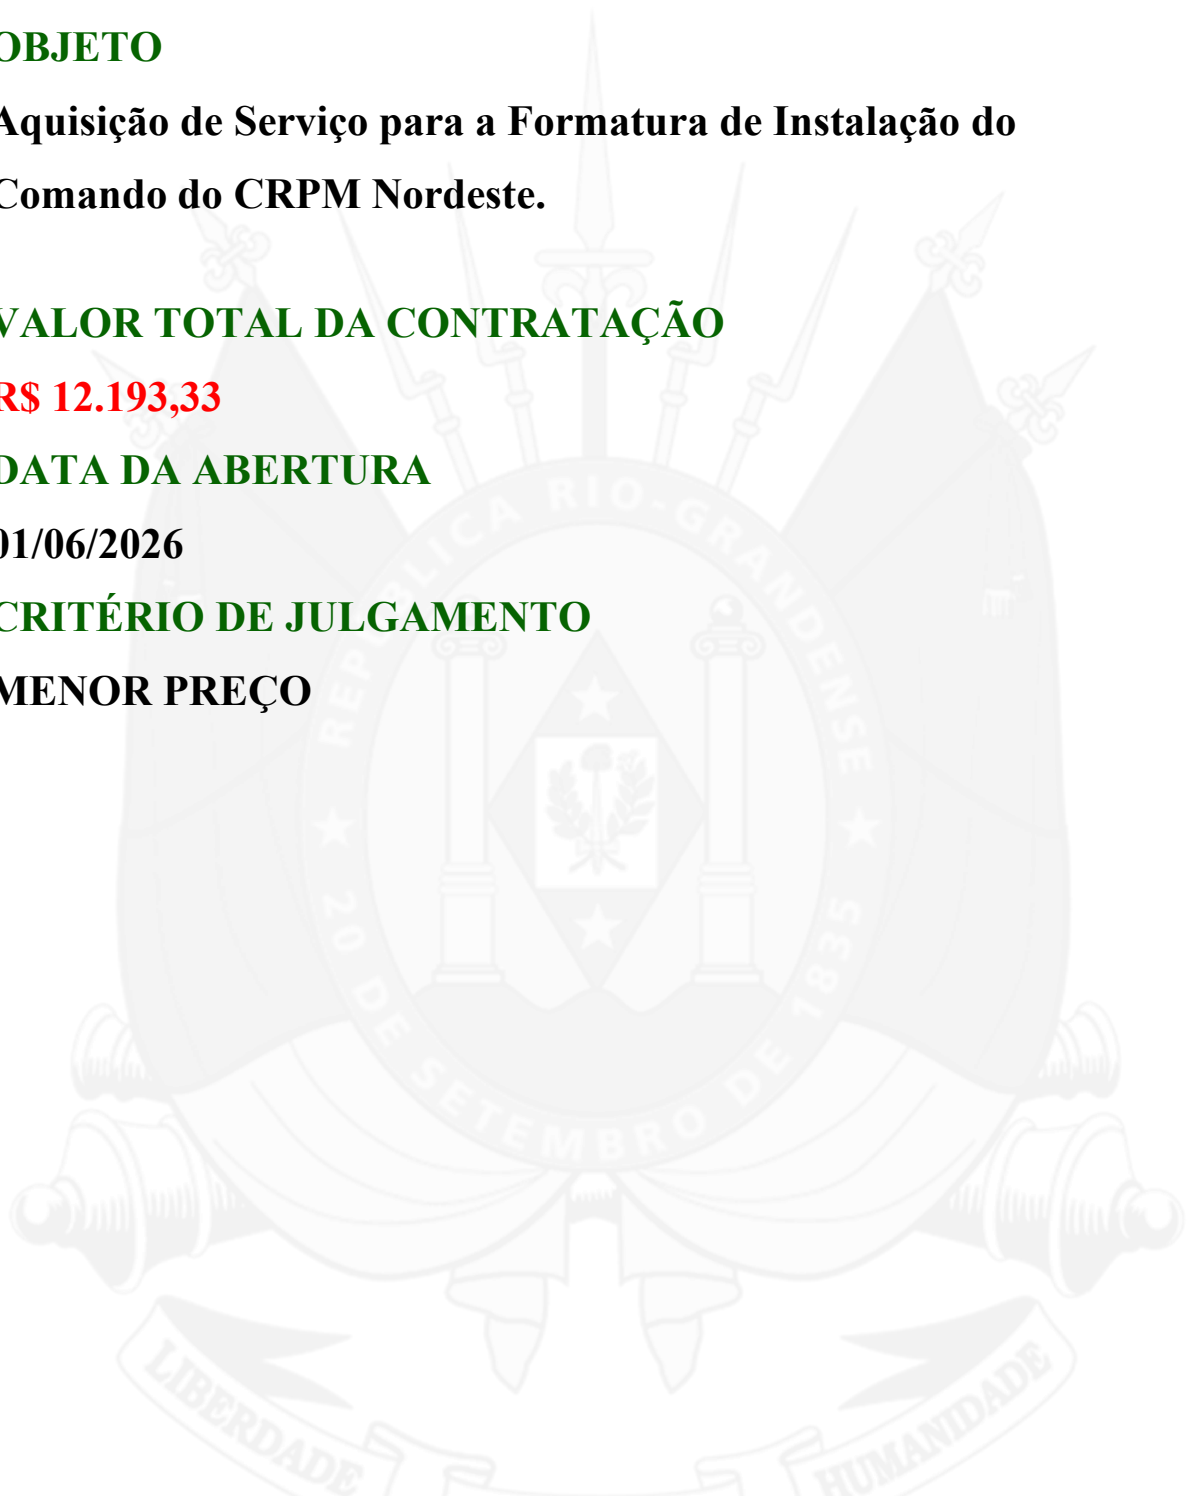 OBJETO
Aquisição de Serviço para a Formatura de Instalação do
Comando do CRPM Nordeste.
VALOR TOTAL DA CONTRATAÇÃO
R$ 12.193,33
DATA DA ABERTURA
01/06/2026
CRITÉRIO DE JULGAMENTO
MENOR PREÇO
REPUBLICA RIO-GRANDENSE
20 DE SETEMBRO DE 1835
LIBERDADE
HUMANIDADE